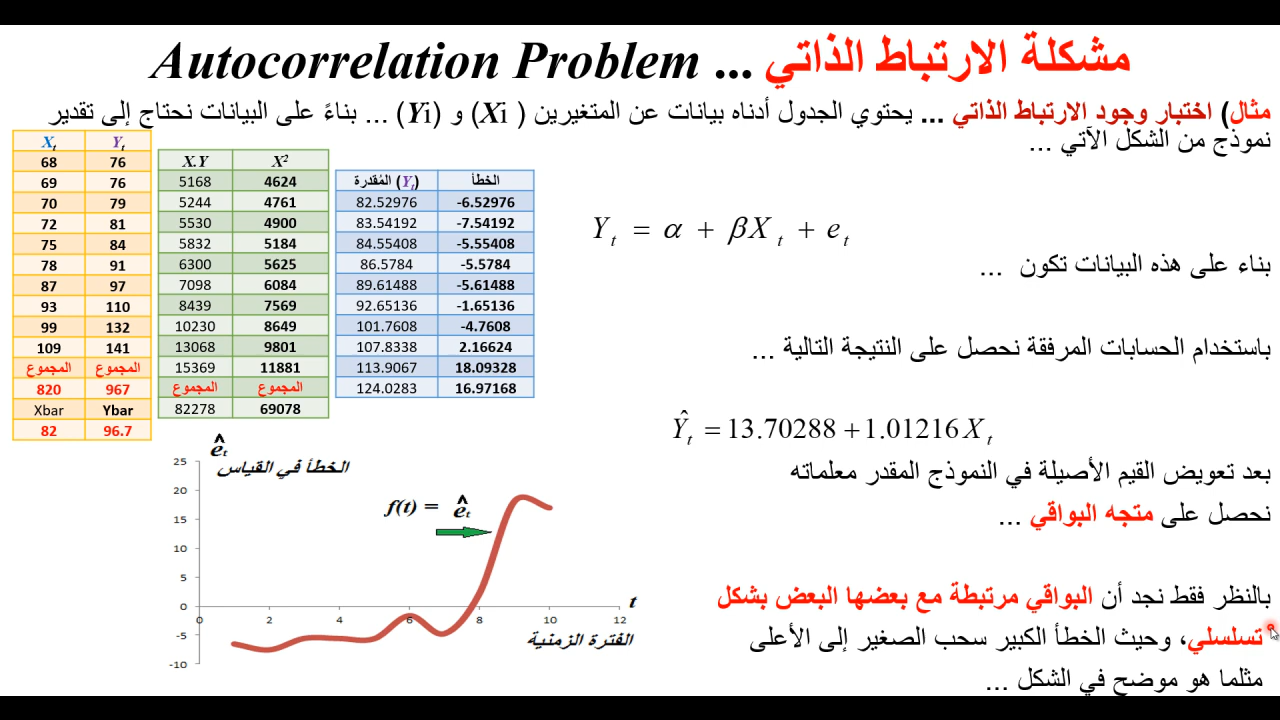 مشكلة الارتباط الذاتي ... Autocorrelation Problem
مثال) اختبار وجود الارتباط الذاتي ... يحتوي الجدول أدناه بيانات عن المتغيرين ( Xi) و (Yi) ... بناءً على البيانات نحتاج إلى تقدير
نموذج من الشكل الآتي ...
Xt Yt
68 76
69 76
70 79
72 81
75 84
78 91
87 97
93 110
99 132
109 141
المجموع المجموع
820 967
Xbar Ybar
82 96.7
X.Y X²
5168 4624
5244 4761
5530 4900
5832 5184
6300 5625
7098 6084
8439 7569
10230 8649
13068 9801
15369 11881
المجموع المجموع
82278 69078
(Yt) المُقدرة الخطأ
82.52976 -6.52976
83.54192 -7.54192
84.55408 -5.55408
86.5784 -5.5784
89.61488 -5.61488
92.65136 -1.65136
101.7608 -4.7608
107.8338 2.16624
113.9067 18.09328
124.0283 16.97168
Yt = α + βXt + et
بناء على هذه البيانات تكون ...
باستخدام الحسابات المرفقة نحصل على النتيجة التالية ...
Ŷt = 13.70288 + 1.01216 Xt
بعد تعويض القيم الأصيلة في النموذج المقدر معلماته
نحصل على متجه البواقي ...
بالنظر فقط نجد أن البواقي مرتبطة مع بعضها البعض بشكل
تسلسلي، وحيث الخطأ الكبير سحب الصغير إلى الأعلى
مثلما هو موضح في الشكل ...
êt
الخطأ في القياس
f(t) = êt
25
20
15
10
5
0
-5
-10
0 2 4 6 8 10 12
t
الفترة الزمنية